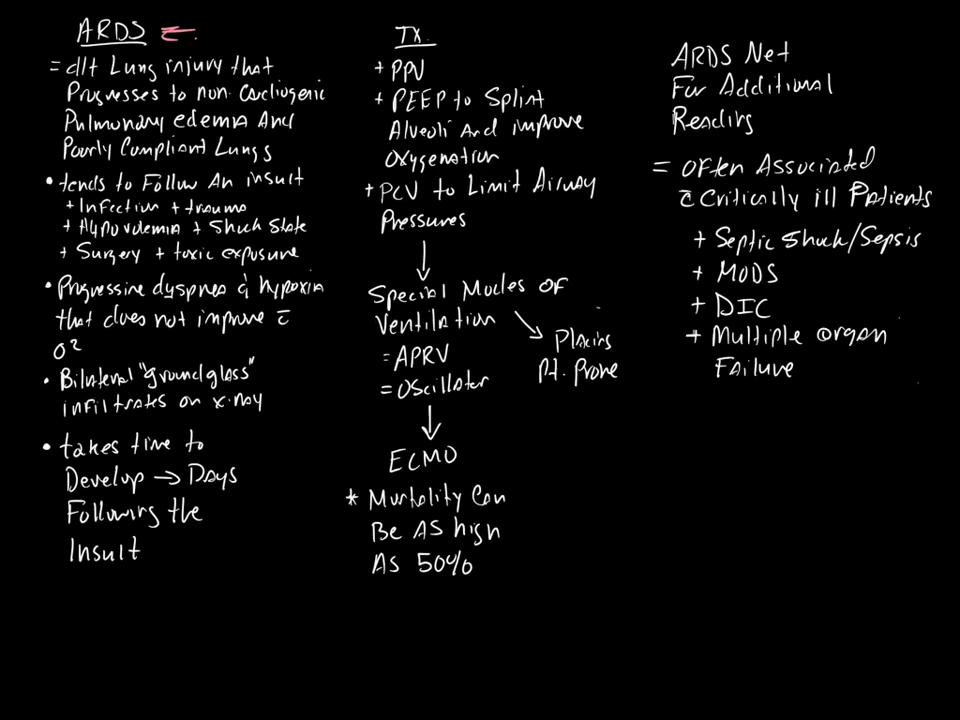 ARDS
= d/t Lung injury that
Progresses to non-Cardiogenic
Pulmonary edema And
Poorly Compliant Lungs
• tends to Follow An insult
+ Infection + trauma
+ Hypovolemia + Shock State
+ Surgery + toxic exposure
• Progressive dyspnea & hypoxia
that does not improve c̄
O2
• Bilateral "ground glass"
infiltrates on x-ray
• takes time to
Develop → Days
Following the
Insult
TX.
+ PPV
+ PEEP to Splint
Alveoli And improve
Oxygenation
+ PCV to Limit Airway
Pressures
Special Modes OF
Ventilation
= APRV
= Oscillator
Placing
Pt. Prone
ECMO
* Mortality Can
Be AS high
As 50%
ARDS Net
For Additional
Reading
= Often Associated
c̄ Critically ill Patients
+ Septic Shock/Sepsis
+ MODS
+ DIC
+ Multiple organ
Failure